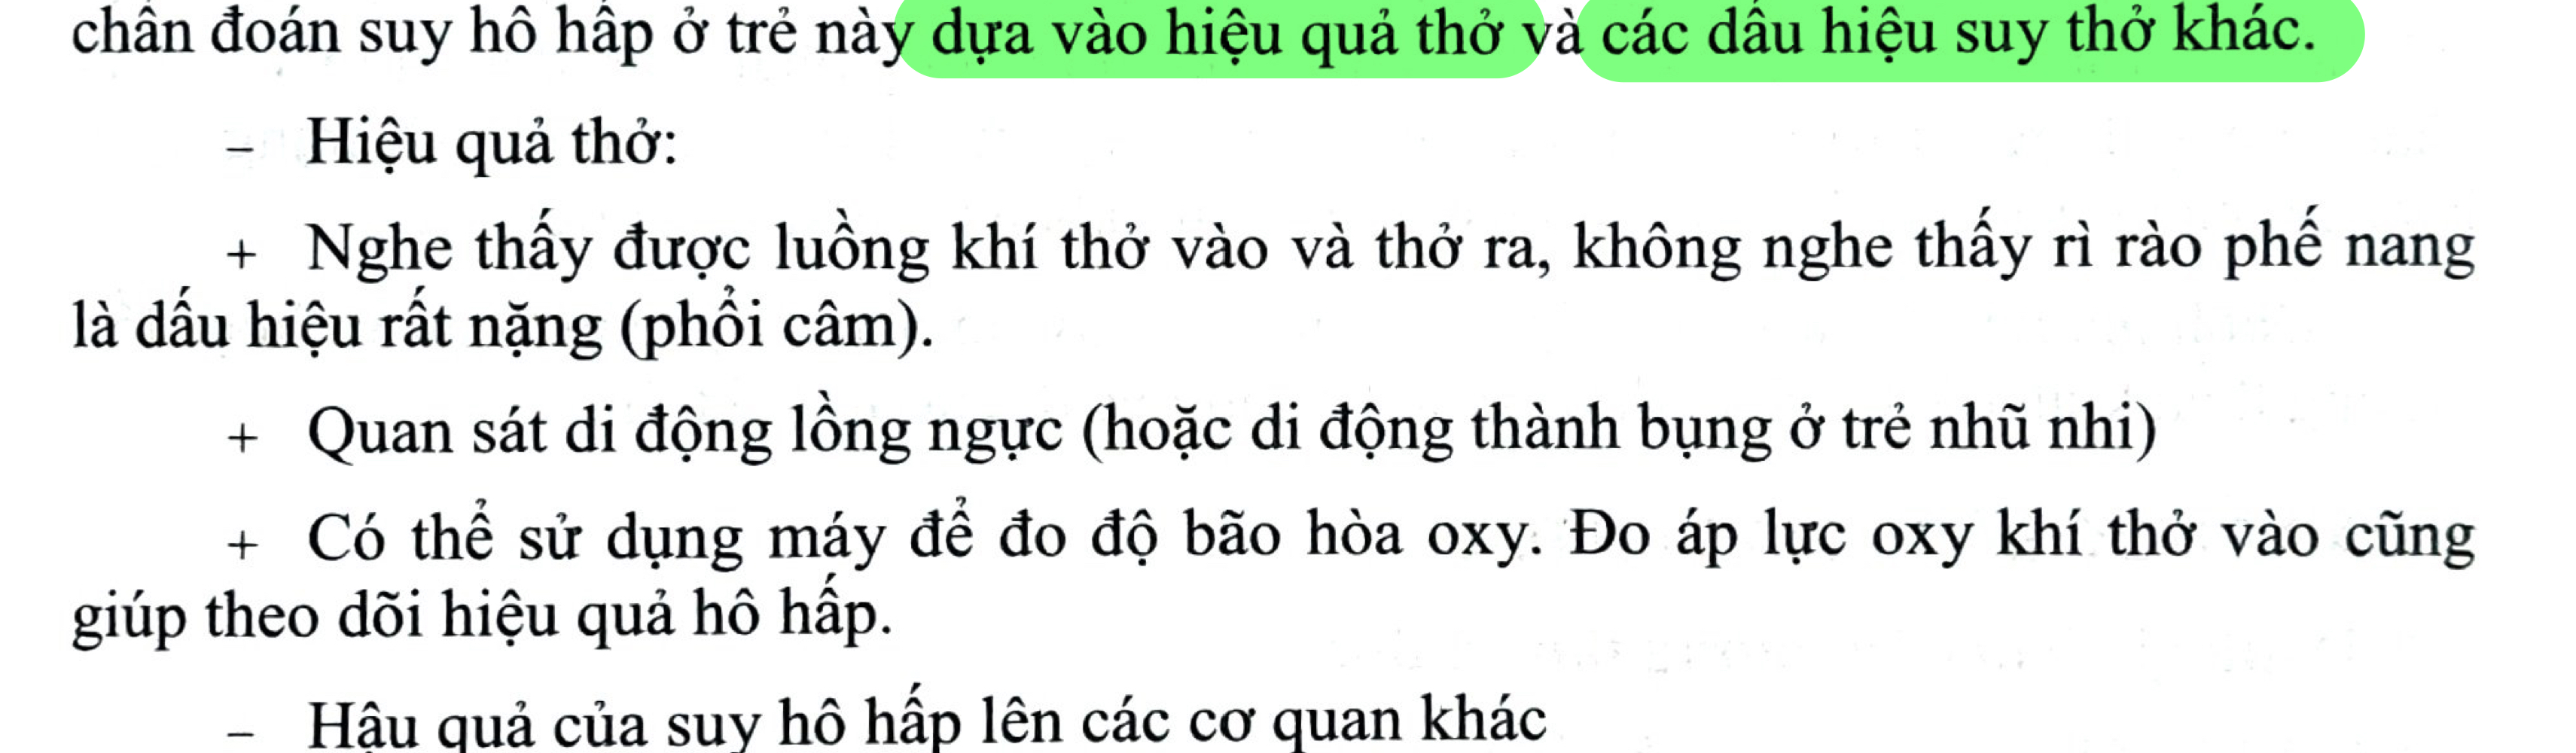 chẩn đoán suy hô hấp ở trẻ này dựa vào hiệu quả thở và các dấu hiệu suy thở khác.
– Hiệu quả thở:
+ Nghe thấy được luồng khí thở vào và thở ra, không nghe thấy rì rào phế nang
là dấu hiệu rất nặng (phổi câm).
+ Quan sát di động lồng ngực (hoặc di động thành bụng ở trẻ nhũ nhi)
+ Có thể sử dụng máy để đo độ bão hòa oxy. Đo áp lực oxy khí thở vào cũng
giúp theo dõi hiệu quả hô hấp.
– Hậu quả của suy hô hấp lên các cơ quan khác